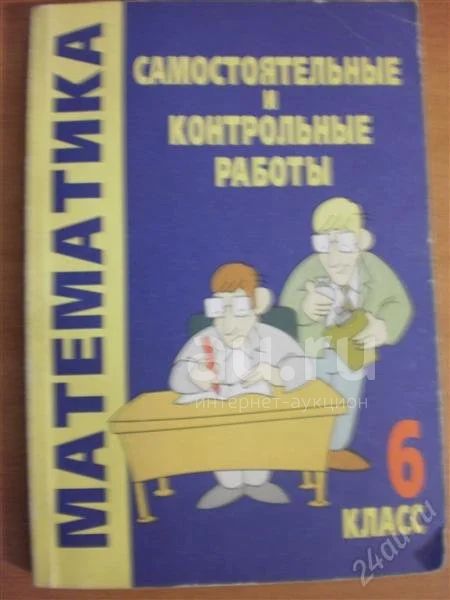 МАТЕМАТИКА
САМОСТОЯТЕЛЬНЫЕ
И
КОНТРОЛЬНЫЕ
РАБОТЫ
au.ru
интернет-аукцион
6
КЛАСС
24au.ru